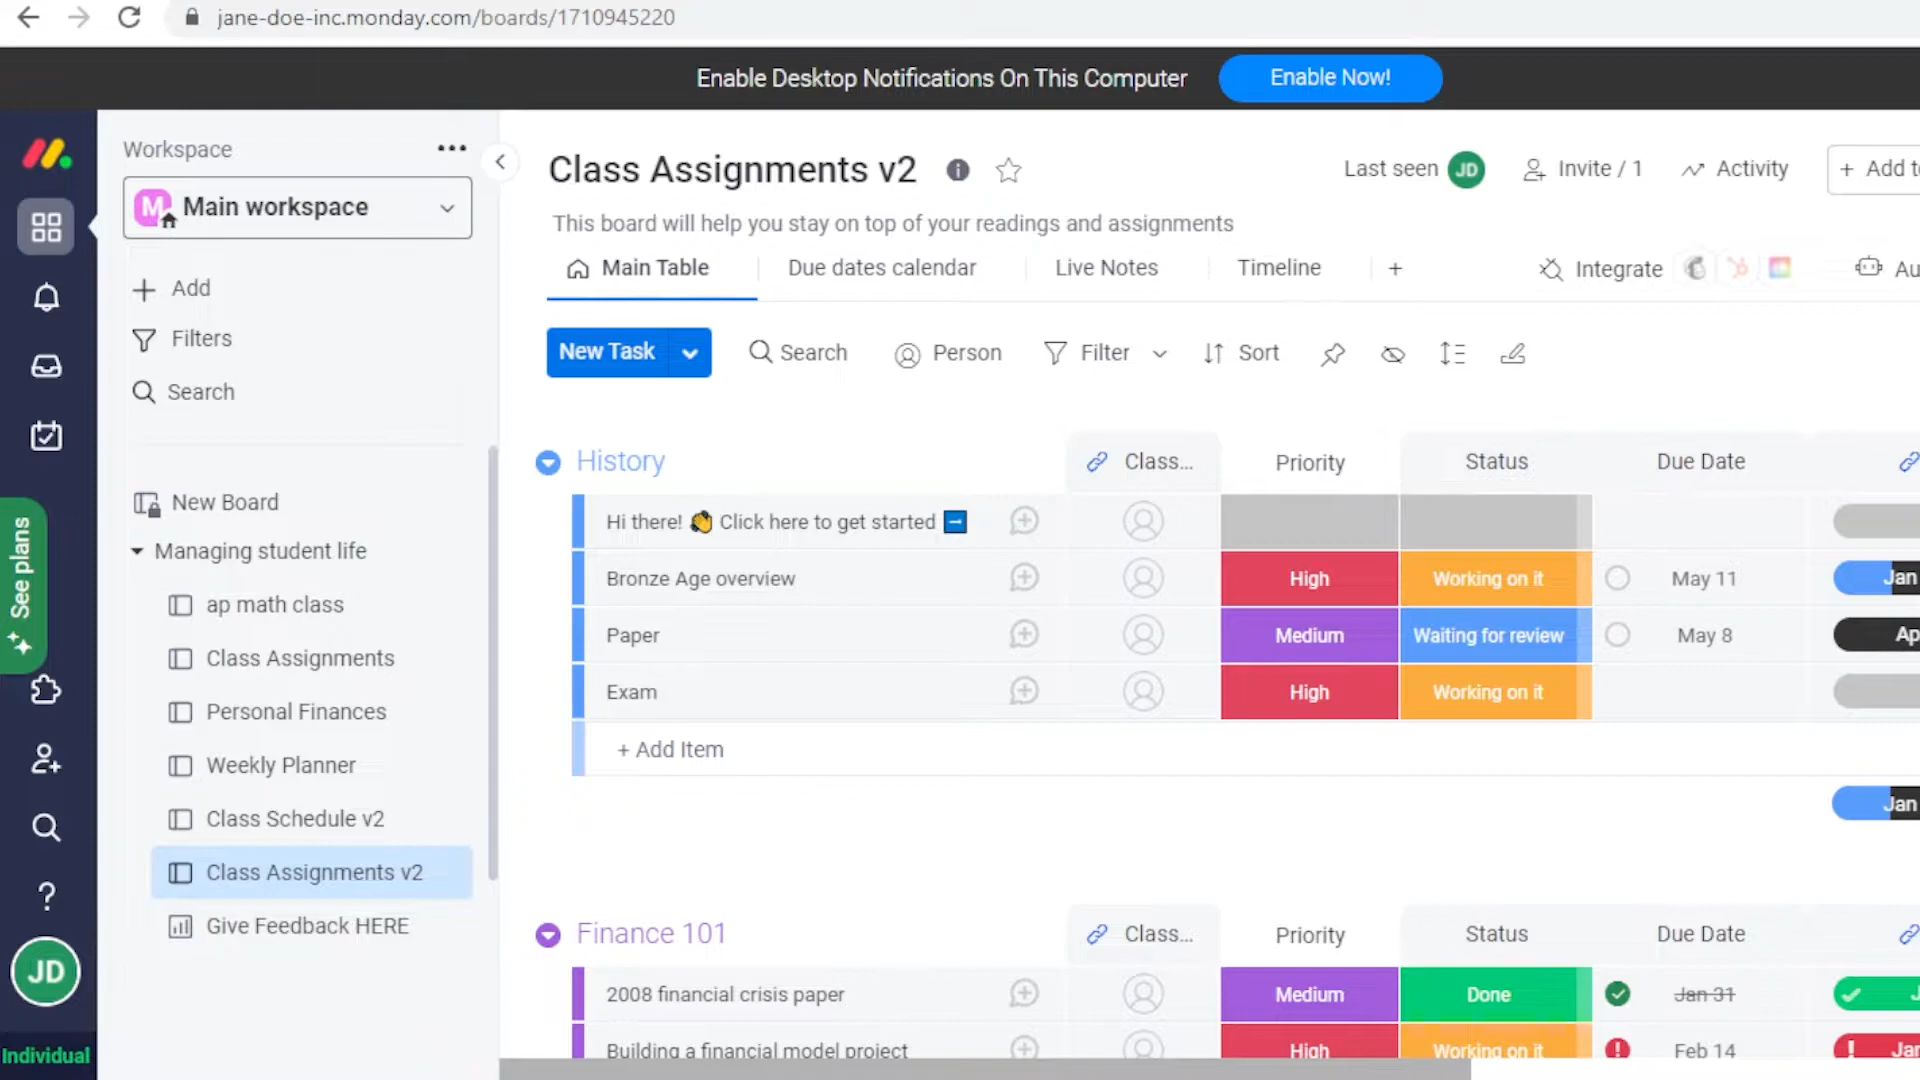 jane-doe-inc.monday.com/boards/1710945220
Enable Desktop Notifications On This Computer
Enable Now!
Workspace
M
Main workspace
Add
Filters
Search
New Board
Managing student life
ap math class
Class Assignments
Personal Finances
Weekly Planner
Class Schedule v2
Class Assignments v2
Give Feedback HERE
See plans
JD
Individual
Class Assignments v2
Last seen
JD
Invite / 1
Activity
+ Add to
This board will help you stay on top of your readings and assignments
Main Table
Due dates calendar
Live Notes
Timeline
+
Integrate
Au
New Task
Search
Person
Filter
Sort
History
Class...
Priority
Status
Due Date
Hi there! 👏 Click here to get started
Bronze Age overview
High
Working on it
May 11
Jan
Paper
Medium
Waiting for review
May 8
Ap
Exam
High
Working on it
+ Add Item
Jan
Finance 101
Class...
Priority
Status
Due Date
2008 financial crisis paper
Medium
Done
Jan 31
J
Building a financial model project
High
Working on it
Feb 14
Jan